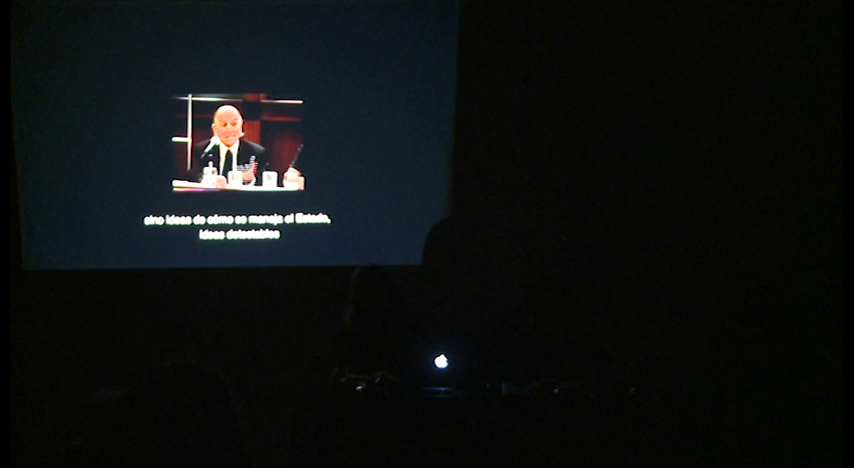 sino ideas de cómo se maneja el Estado,
ideas detestables